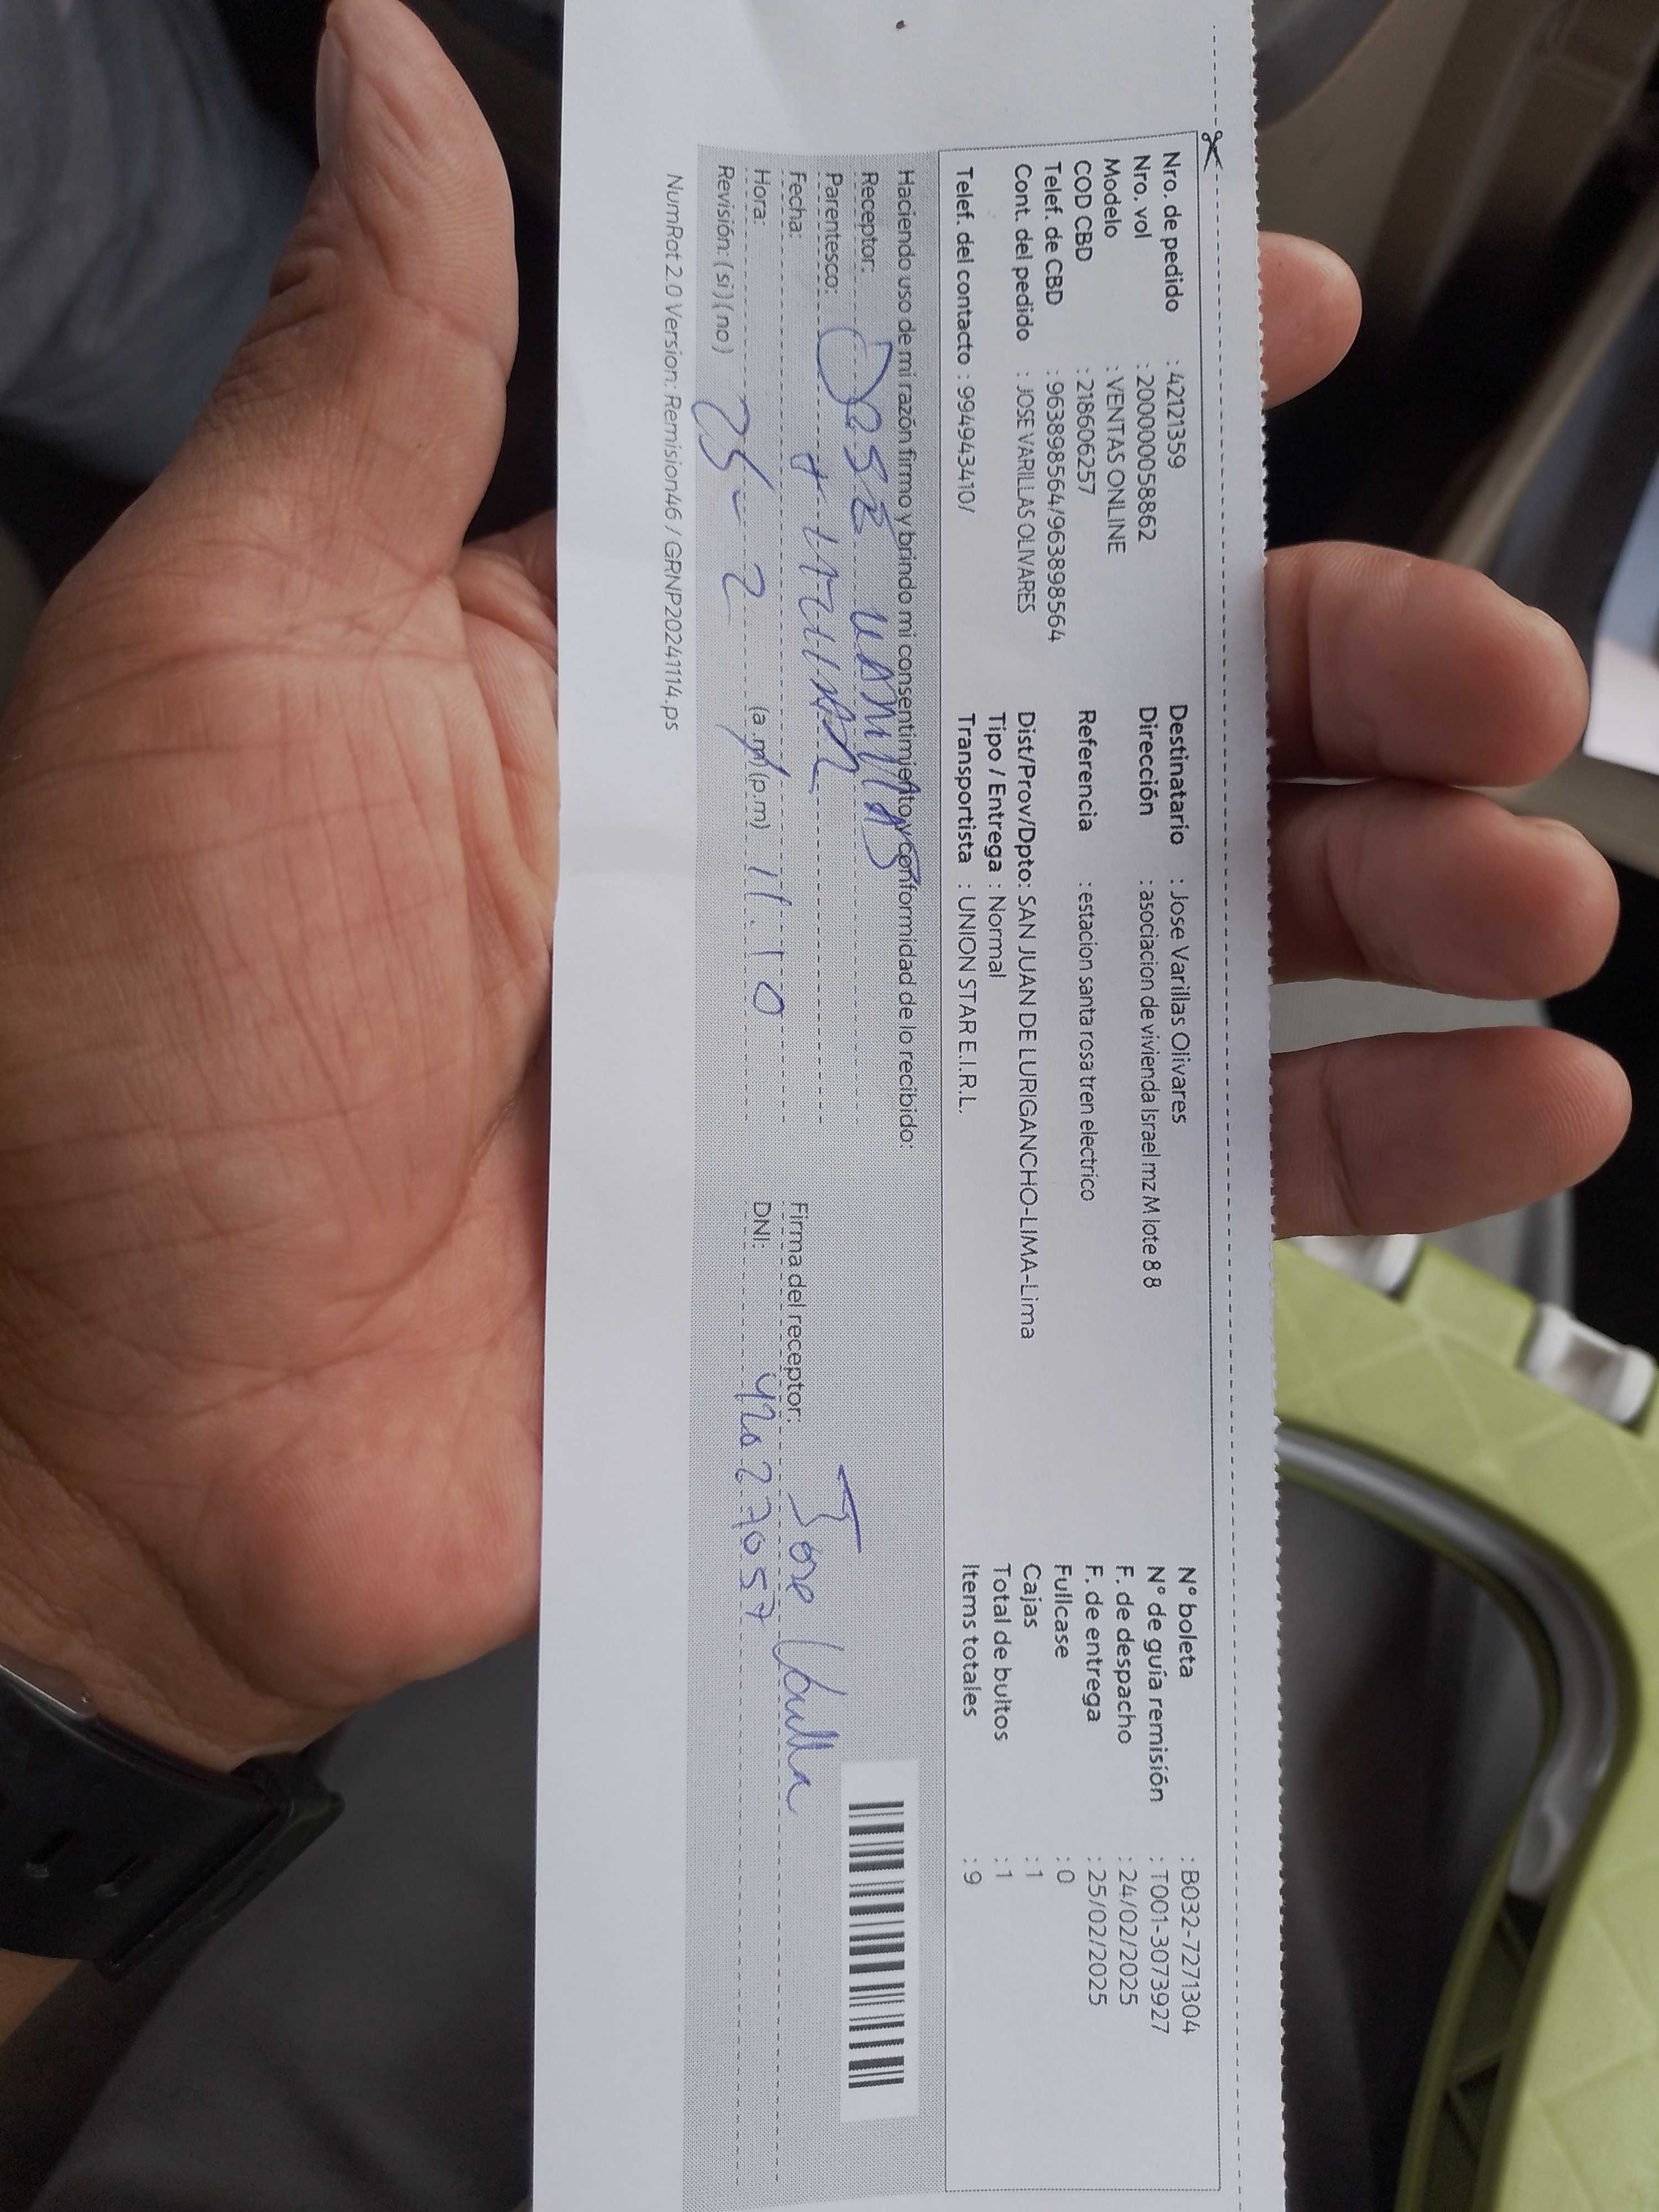 Nro. de pedido : 42121359
Nro. vol : 2000000058862
Modelo : VENTAS ONLINE
COD CBD : 218606257
Telef. de CBD : 963898564/963898564
Cont. del pedido : JOSE VARILLAS OLIVARES
Telef. del contacto : 994943410/
Destinatario : Jose Varillas Olivares
Dirección : asociacion de vivienda Israel mz M lote 8 8
Referencia : estacion santa rosa tren electrico
Dist/Prov/Dpto: SAN JUAN DE LURIGANCHO-LIMA-Lima
Tipo / Entrega : Normal
Transportista : UNION STAR E.I.R.L.
N° boleta : B032-7271304
N° de guía remisión : T001-3073927
F. de despacho : 24/02/2025
F. de entrega : 25/02/2025
Fullcase : 0
Cajas : 1
Total de bultos : 1
Items totales : 9
Haciendo uso de mi razón firmo y brindo mi consentimiento y conformidad de lo recibido:
Receptor:
Parentesco:
Fecha:
Hora: (a.m) (p.m) 11:10
Revisión: (si) (no) 25-2
Firma del receptor: Jose
DNI: 42027057
NumRot 2.0 Version: Remision46 / GRNP20241114.ps